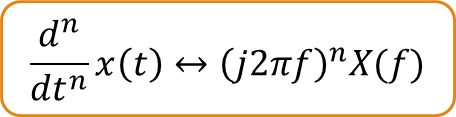 dⁿ/dtⁿ x(t) ↔ (j2πf)ⁿX(f)